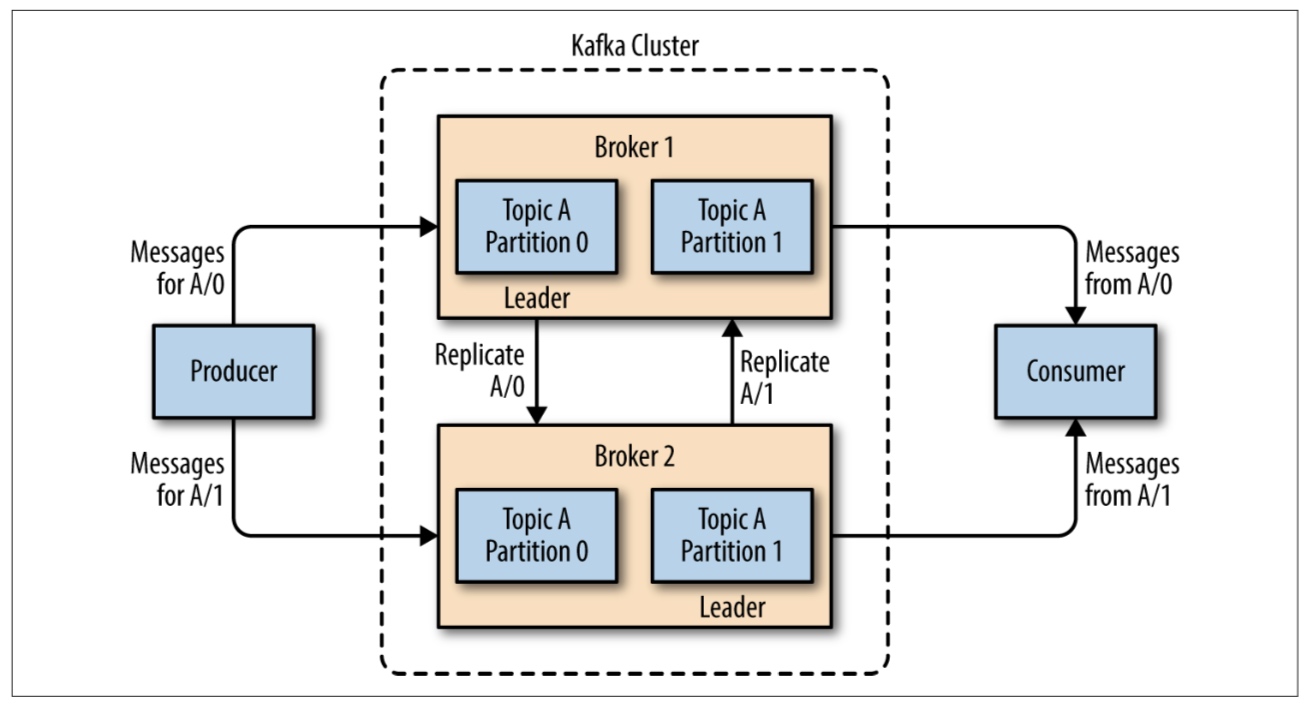 Kafka Cluster
Broker 1
Topic A
Partition 0
Topic A
Partition 1
Leader
Messages
for A/0
Messages
from A/0
Producer
Replicate
A/0
Replicate
A/1
Consumer
Messages
for A/1
Messages
from A/1
Broker 2
Topic A
Partition 0
Topic A
Partition 1
Leader